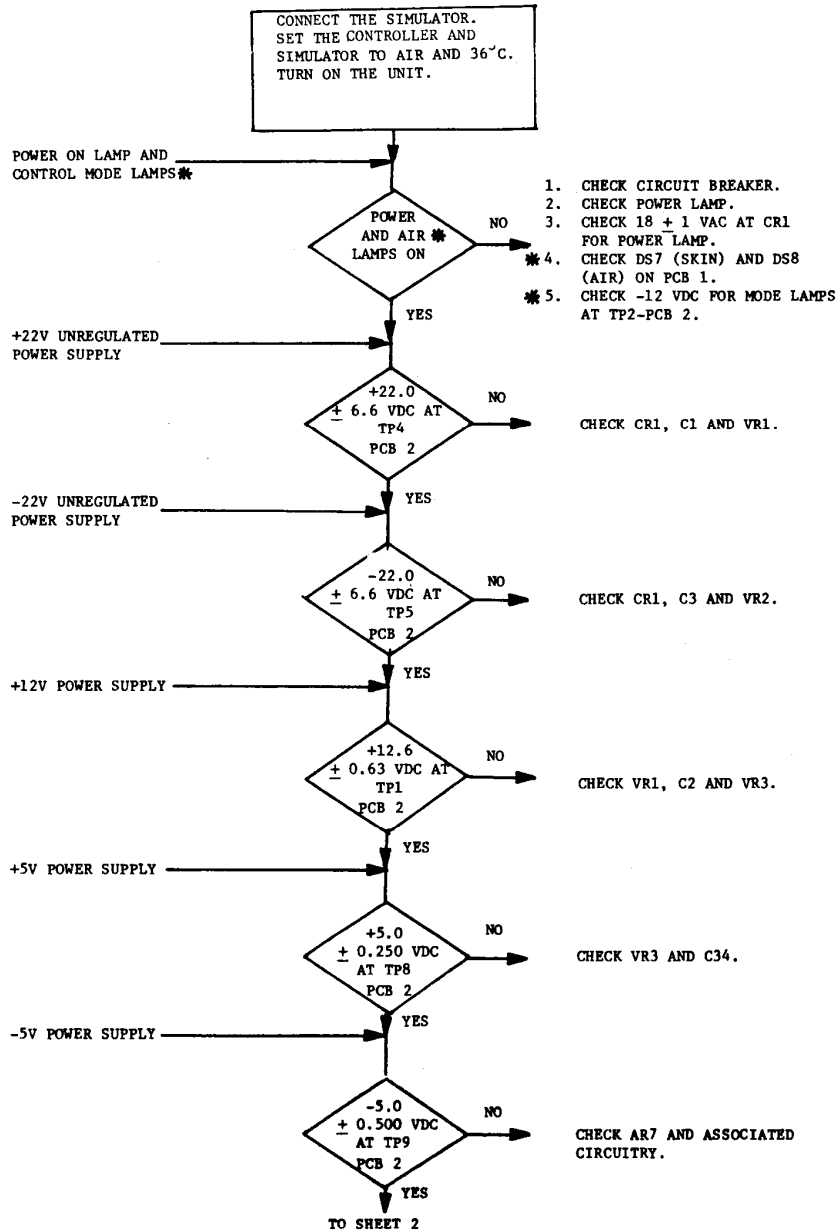 CONNECT THE SIMULATOR.
SET THE CONTROLLER AND
SIMULATOR TO AIR AND 36°C.
TURN ON THE UNIT.
POWER ON LAMP AND
CONTROL MODE LAMPS✱
POWER
AND AIR ✱
LAMPS ON
NO
1. CHECK CIRCUIT BREAKER.
2. CHECK POWER LAMP.
3. CHECK 18 ± 1 VAC AT CR1
FOR POWER LAMP.
✱ 4. CHECK DS7 (SKIN) AND DS8
(AIR) ON PCB 1.
✱ 5. CHECK -12 VDC FOR MODE LAMPS
AT TP2-PCB 2.
YES
+22V UNREGULATED
POWER SUPPLY
+22.0
± 6.6 VDC AT
TP4
PCB 2
NO
CHECK CR1, C1 AND VR1.
YES
-22V UNREGULATED
POWER SUPPLY
-22.0
± 6.6 VDC AT
TP5
PCB 2
NO
CHECK CR1, C3 AND VR2.
YES
+12V POWER SUPPLY
+12.6
± 0.63 VDC AT
TP1
PCB 2
NO
CHECK VR1, C2 AND VR3.
YES
+5V POWER SUPPLY
+5.0
± 0.250 VDC
AT TP8
PCB 2
NO
CHECK VR3 AND C34.
YES
-5V POWER SUPPLY
-5.0
± 0.500 VDC
AT TP9
PCB 2
NO
CHECK AR7 AND ASSOCIATED
CIRCUITRY.
YES
TO SHEET 2